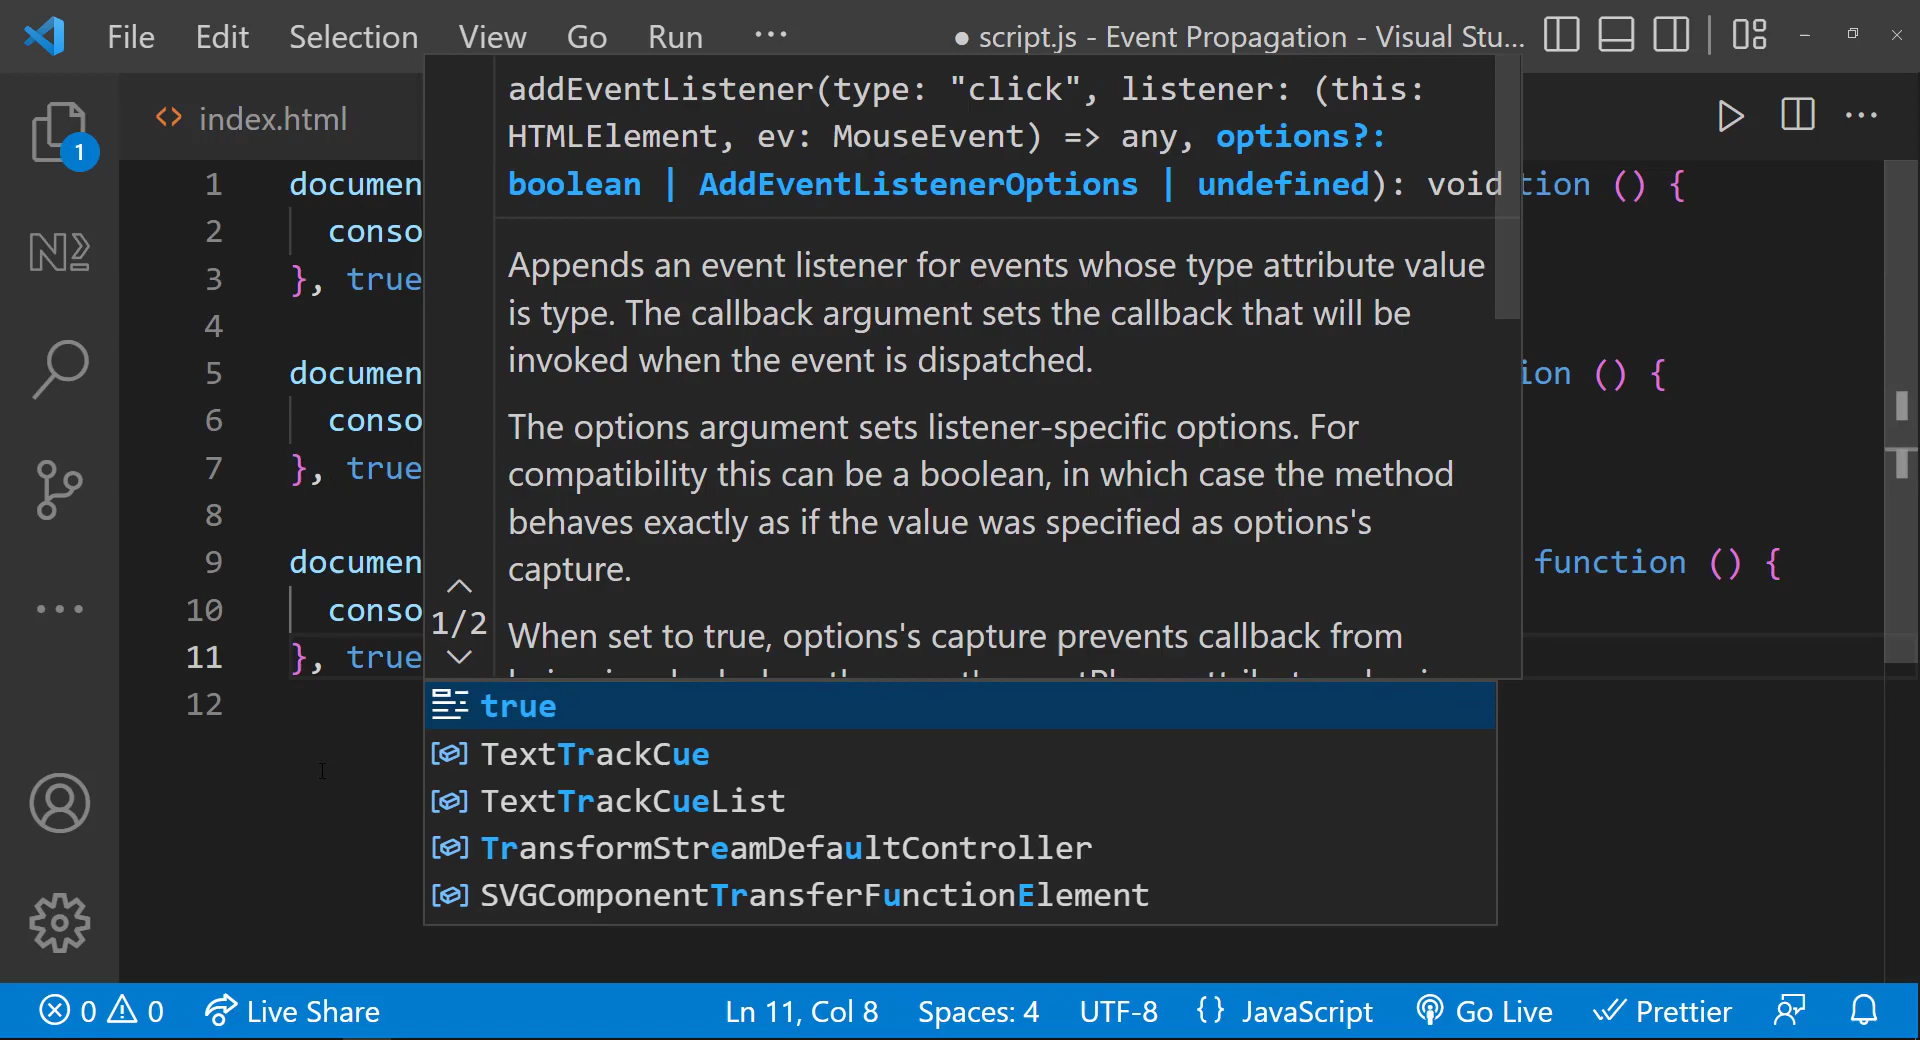 File Edit Selection View Go Run ··· ● script.js - Event Propagation - Visual Stu...
index.html
1
addEventListener(type: "click", listener: (this:
HTMLElement, ev: MouseEvent) => any, options?:
boolean | AddEventListenerOptions | undefined): void
1 documen tion () {
2 conso
3 }, true
4
5 documen ion () {
6 conso
7 }, true
8
9 documen function () {
10 conso
11 }, true
12
Appends an event listener for events whose type attribute value
is type. The callback argument sets the callback that will be
invoked when the event is dispatched.
The options argument sets listener-specific options. For
compatibility this can be a boolean, in which case the method
behaves exactly as if the value was specified as options's
capture.
1/2
When set to true, options's capture prevents callback from
true
TextTrackCue
TextTrackCueList
TransformStreamDefaultController
SVGComponentTransferFunctionElement
0 0 Live Share Ln 11, Col 8 Spaces: 4 UTF-8 {} JavaScript Go Live Prettier